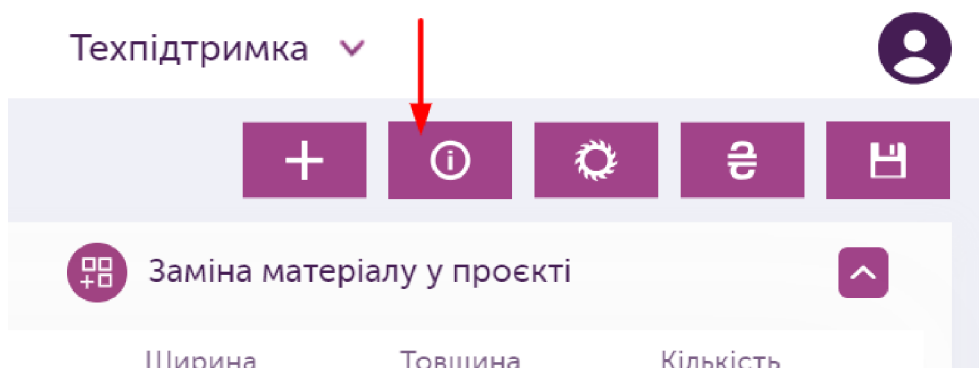 Техпідтримка
₴
Заміна матеріалу у проєкті
Ширина Товщина Кількість